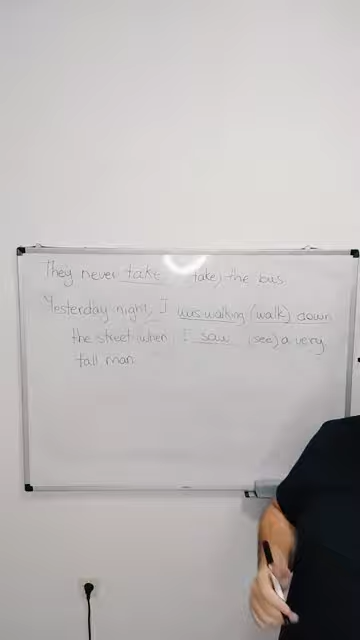 They never take (take) the bus.
Yesterday night, I was walking (walk) down
the street when I saw (see) a very
tall man